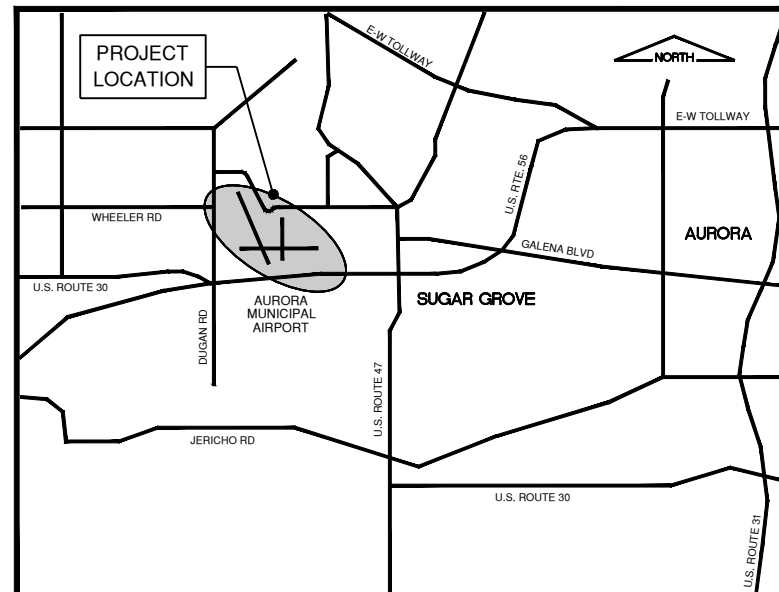 PROJECT
LOCATION
E-W TOLLWAY
NORTH
E-W TOLLWAY
U.S. RTE. 56
WHEELER RD
GALENA BLVD
AURORA
U.S. ROUTE 30
AURORA
MUNICIPAL
AIRPORT
SUGAR GROVE
DUGAN RD
U.S. ROUTE 47
JERICHO RD
U.S. ROUTE 30
U.S. ROUTE 31